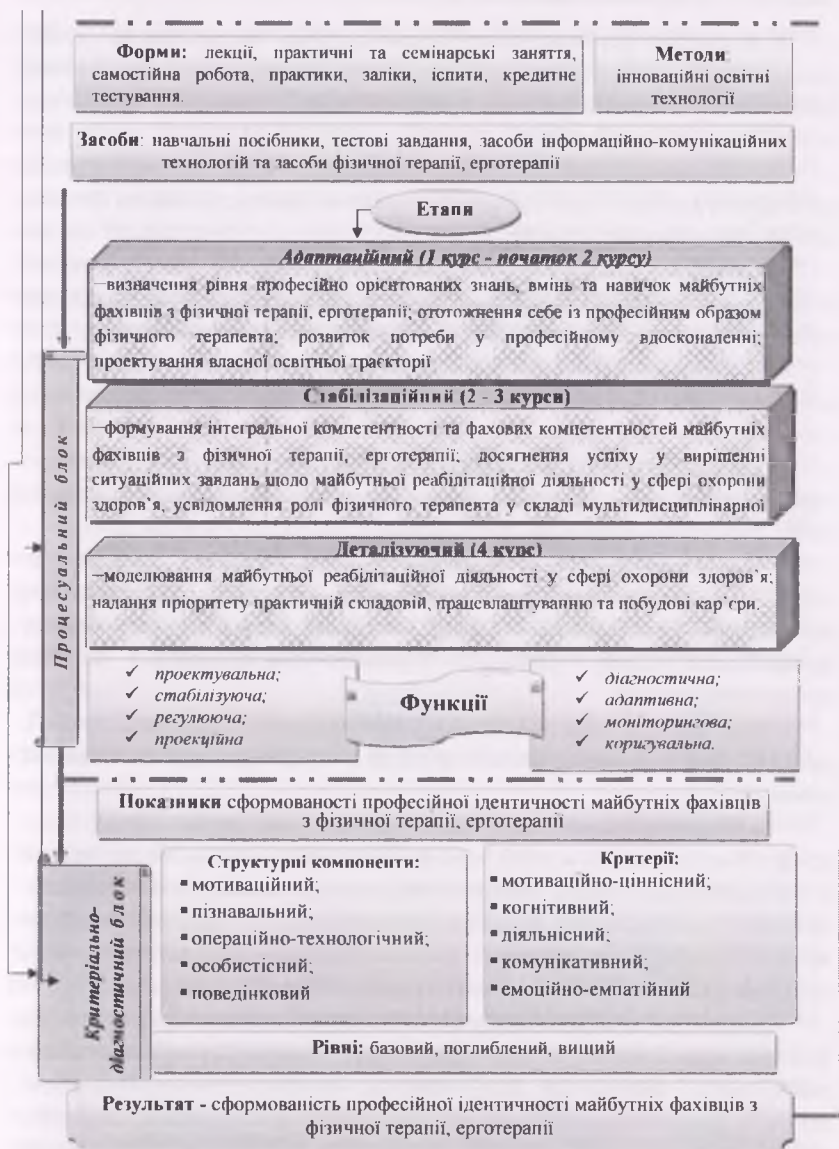 Форми: лекції, практичні та семінарські заняття,
самостійна робота, практики, заліки, іспити, кредитне
тестування.
Методи
інноваційні освітні
технології
Засоби: навчальні посібники, тестові завдання, засоби інформаційно-комунікаційних
технологій та засоби фізичної терапії, ерготерапії
Етапи
Адаптаційний (1 курс - початок 2 курсу)
–визначення рівня професійно орієнтованих знань, вмінь та навичок майбутніх
фахівців з фізичної терапії, ерготерапії; ототожнення себе із професійним образом
фізичного терапевта; розвиток потреби у професійному вдосконаленні;
проектування власної освітньої траєкторії
Стабілізаційний (2 - 3 курси)
–формування інтегральної компетентності та фахових компетентностей майбутніх
фахівців з фізичної терапії, ерготерапії; досягнення успіху у вирішенні
ситуаційних завдань щодо майбутньої реабілітаційної діяльності у сфері охорони
здоров'я, усвідомлення ролі фізичного терапевта у складі мультидисциплінарної
Деталізуючий (4 курс)
–моделювання майбутньої реабілітаційної діяльності у сфері охорони здоров'я;
надання пріоритету практичній складовій, працевлаштуванню та побудові кар'єри.
Процесуальний блок
✓ проектувальна;
✓ стабілізуюча;
✓ регулююча;
✓ проекційна
Функції
✓ діагностична;
✓ адаптивна;
✓ моніторингова;
✓ коригувальна.
Показники сформованості професійної ідентичності майбутніх фахівців
з фізичної терапії, ерготерапії
Критеріально-
діагностичний блок
Структурні компоненти:
▪ мотиваційний;
▪ пізнавальний;
▪ операційно-технологічний;
▪ особистісний;
▪ поведінковий
Критерії:
▪ мотиваційно-ціннісний;
▪ когнітивний;
▪ діяльнісний;
▪ комунікативний;
▪ емоційно-емпатійний
Рівні: базовий, поглиблений, вищий
Результат - сформованість професійної ідентичності майбутніх фахівців з
фізичної терапії, ерготерапії